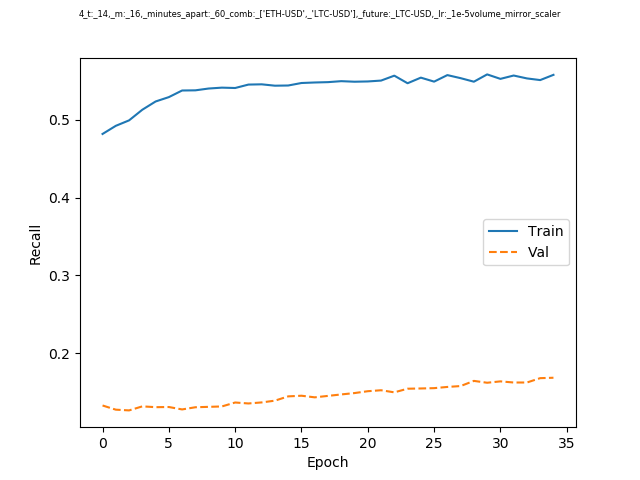 4_t:_14,_m:_16,_minutes_apart:_60_comb:_['ETH-USD',_'LTC-USD'],_future:_LTC-USD,_lr:_1e-5volume_mirror_scaler
0.5
0.4
0.3
0.2
Recall
Train
Val
0 5 10 15 20 25 30 35
Epoch